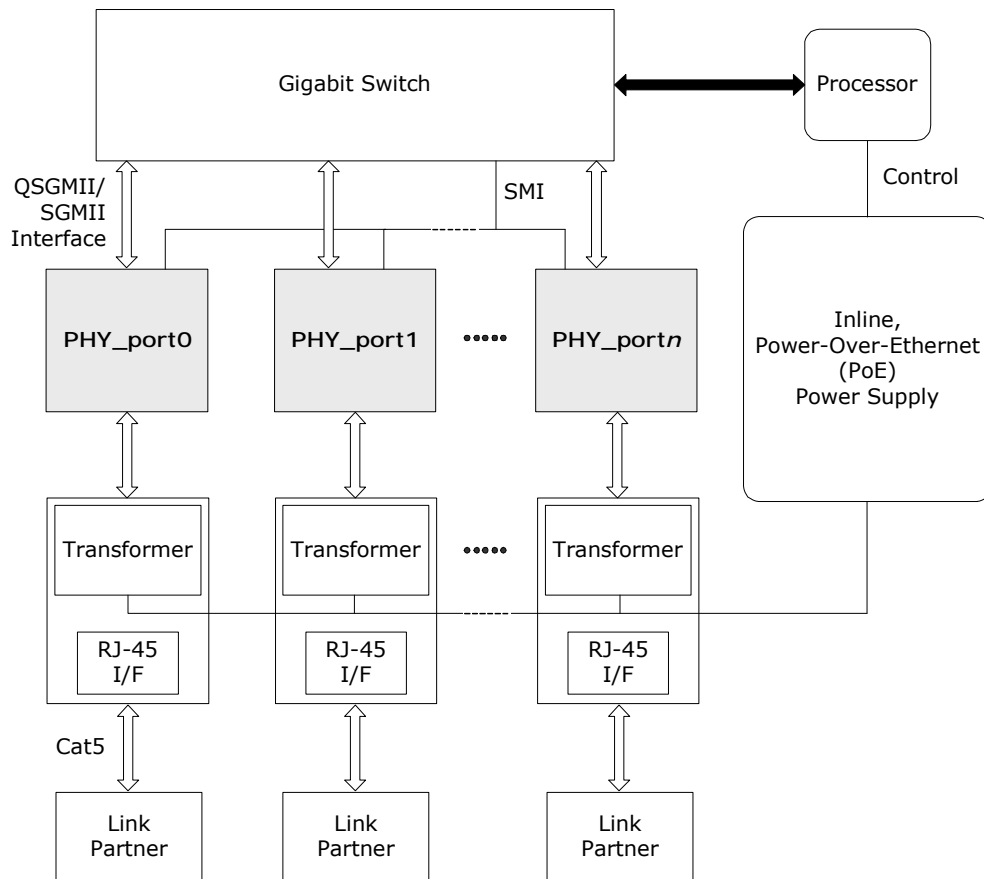 Gigabit Switch
Processor
QSGMII/
SGMII
Interface
SMI
Control
PHY_port0
PHY_port1
PHY_portn
Inline,
Power-Over-Ethernet
(PoE)
Power Supply
Transformer
Transformer
Transformer
RJ-45
I/F
RJ-45
I/F
RJ-45
I/F
Cat5
Link
Partner
Link
Partner
Link
Partner